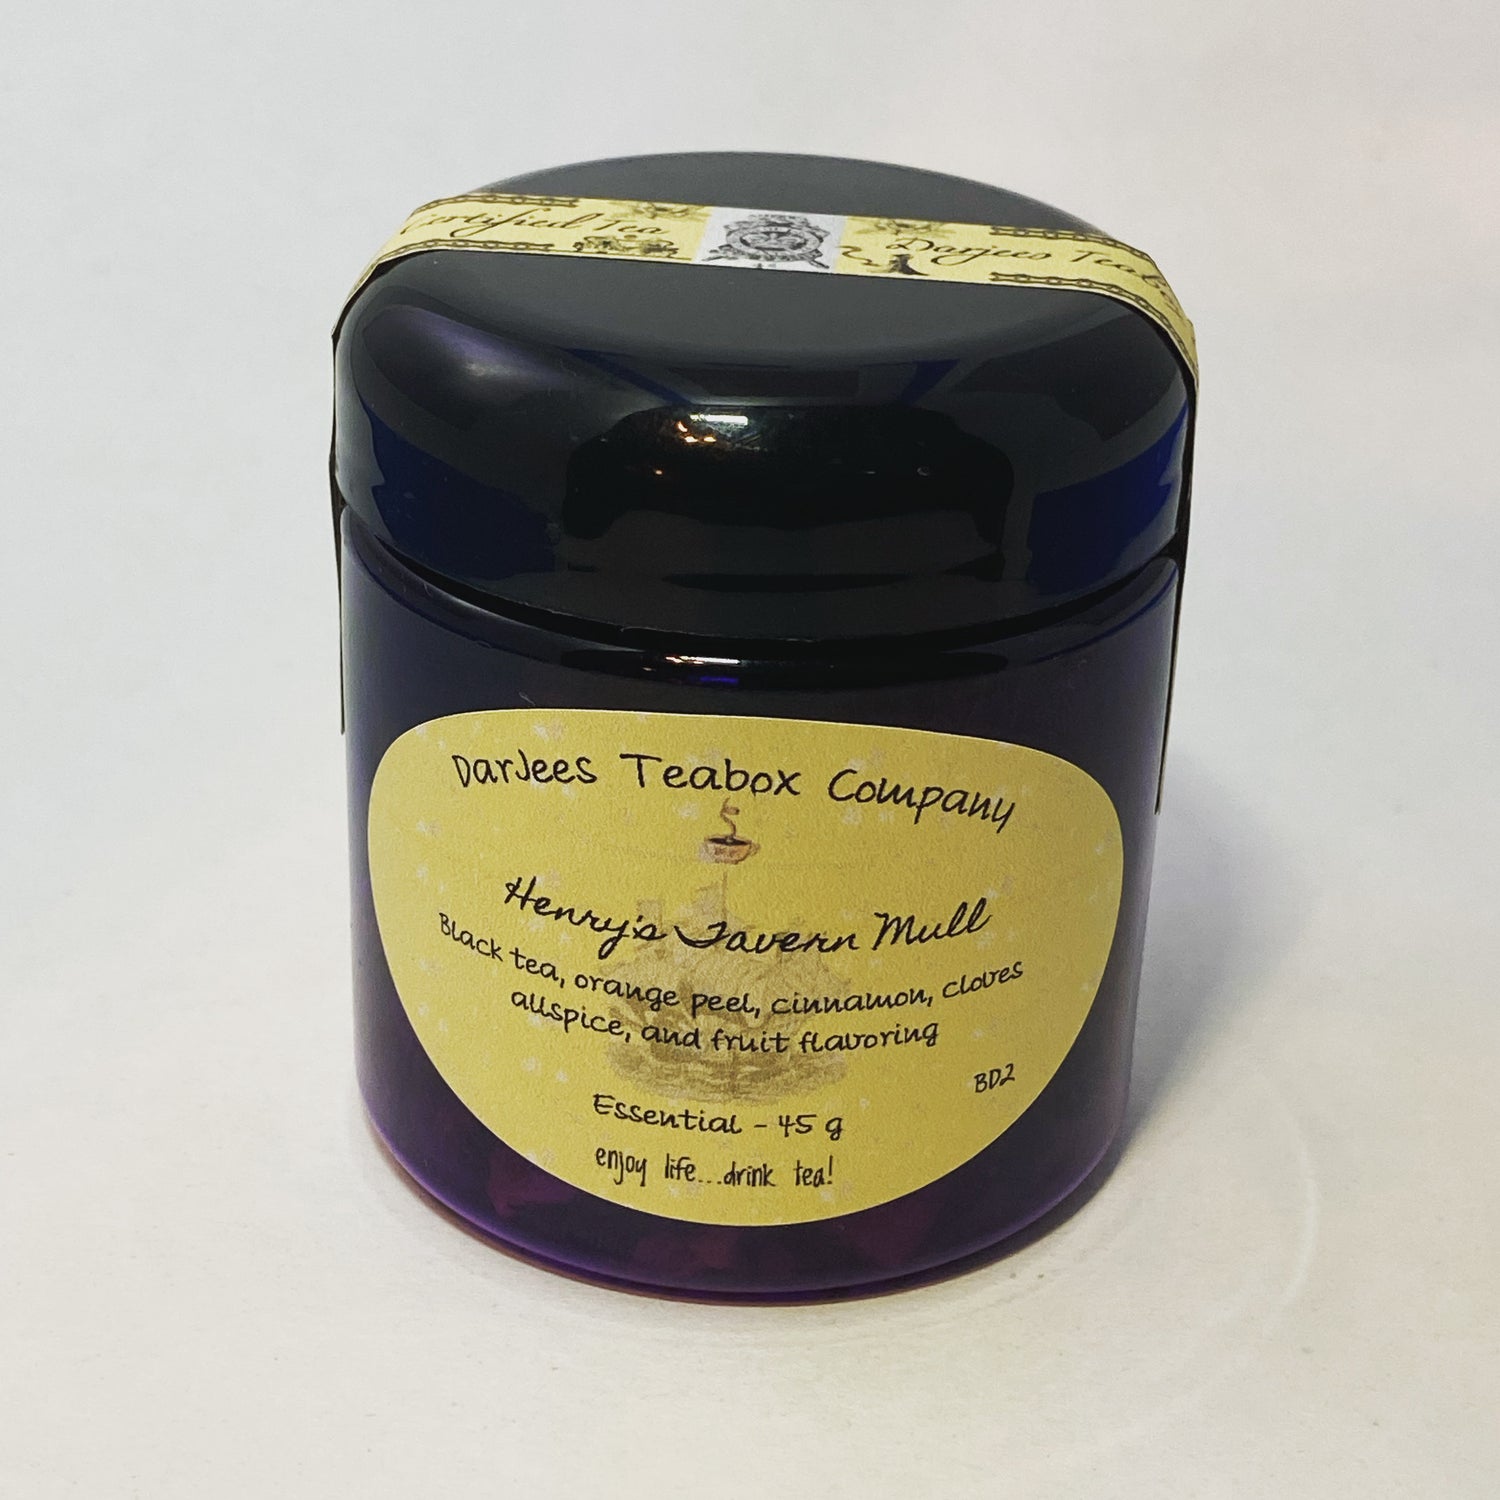 Certified Tea
Darjees Teabox
DarJees Teabox Company
Henry's Tavern Mull
Black tea, orange peel, cinnamon, cloves
allspice, and fruit flavoring
BD2
Essential - 45 g
enjoy life...drink tea!